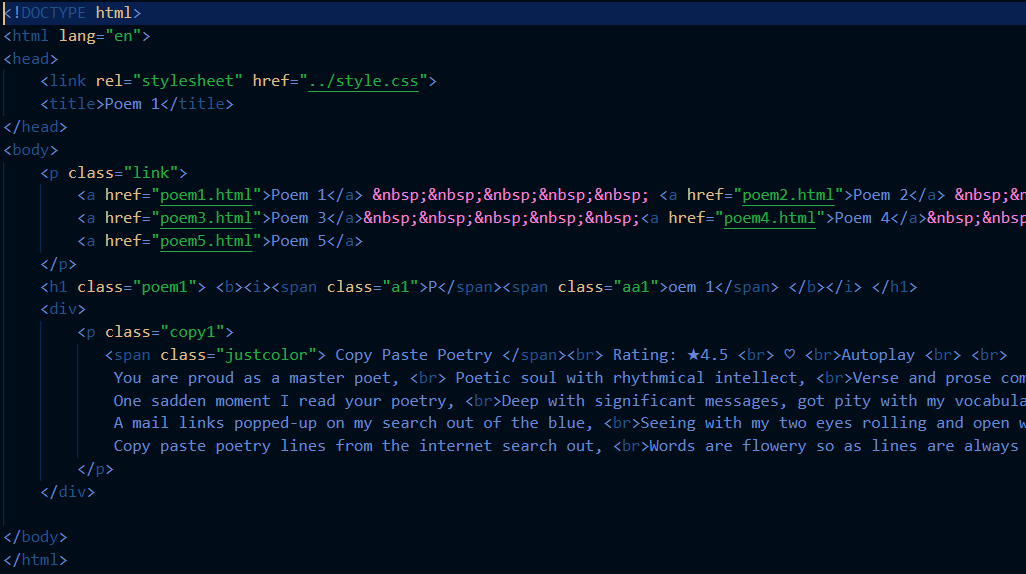 <!DOCTYPE html>
<html lang="en">
<head>
    <link rel="stylesheet" href="../style.css">
    <title>Poem 1</title>
</head>
<body>
    <p class="link">
        <a href="poem1.html">Poem 1</a> &nbsp;&nbsp;&nbsp;&nbsp;&nbsp; <a href="poem2.html">Poem 2</a> &nbsp;&n
        <a href="poem3.html">Poem 3</a>&nbsp;&nbsp;&nbsp;&nbsp;&nbsp;<a href="poem4.html">Poem 4</a>&nbsp;&nbsp
        <a href="poem5.html">Poem 5</a>
    </p>
    <h1 class="poem1"> <b><i><span class="a1">P</span><span class="aa1">oem 1</span> </b></i> </h1>
    <div>
        <p class="copy1">
           <span class="justcolor"> Copy Paste Poetry </span><br> Rating: ★4.5 <br> ♡ <br>Autoplay <br> <br>
            You are proud as a master poet, <br> Poetic soul with rhythmical intellect, <br>Verse and prose com
            One sadden moment I read your poetry, <br>Deep with significant messages, got pity with my vocabula
            A mail links popped-up on my search out of the blue, <br>Seeing with my two eyes rolling and open w
            Copy paste poetry lines from the internet search out, <br>Words are flowery so as lines are always
        </p>
    </div>
</body>
</html>